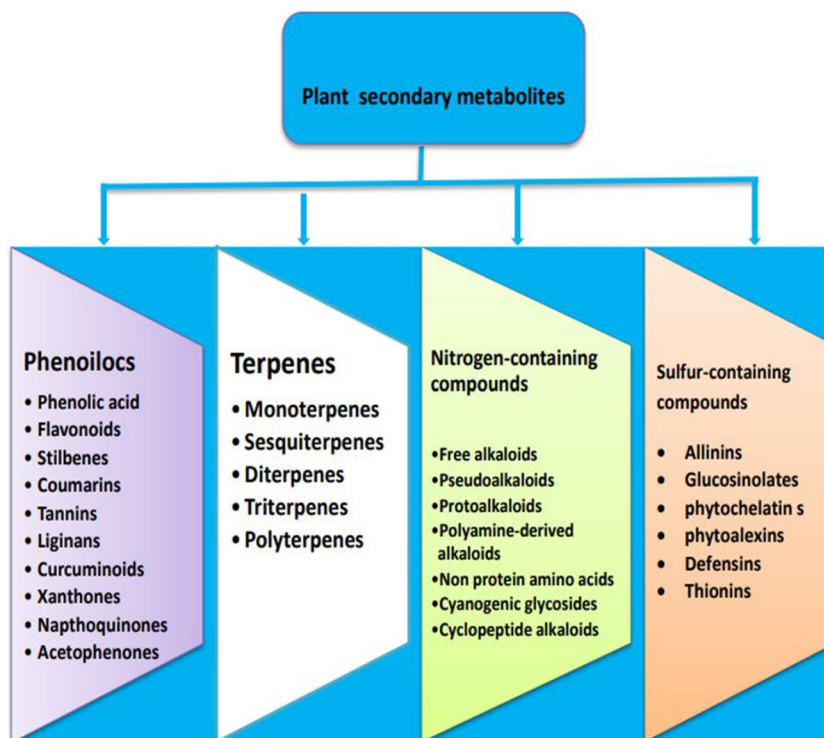 Plant secondary metabolites
Phenoilocs
• Phenolic acid
• Flavonoids
• Stilbenes
• Coumarins
• Tannins
• Liginans
• Curcuminoids
• Xanthones
• Napthoquinones
• Acetophenones
Terpenes
• Monoterpenes
• Sesquiterpenes
• Diterpenes
• Triterpenes
• Polyterpenes
Nitrogen-containing
compounds
•Free alkaloids
•Pseudoalkaloids
•Protoalkaloids
•Polyamine-derived
alkaloids
•Non protein amino acids
•Cyanogenic glycosides
•Cyclopeptide alkaloids
Sulfur-containing
compounds
• Allinins
• Glucosinolates
• phytochelatin s
• phytoalexins
• Defensins
• Thionins